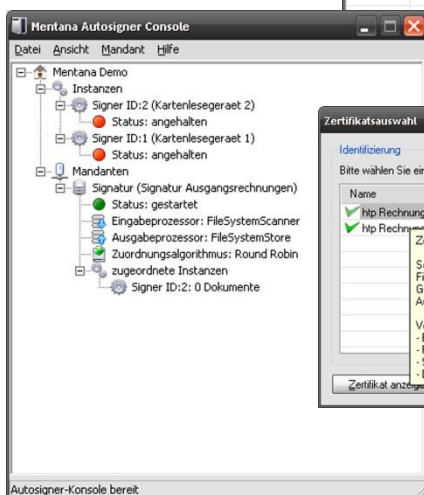 Mentana Autosigner Console
Datei Ansicht Mandant Hilfe
Mentana Demo
Instanzen
Signer ID:2 (Kartenlesegeraet 2)
Status: angehalten
Signer ID:1 (Kartenlesegeraet 1)
Status: angehalten
Mandanten
Signatur (Signatur Ausgangsrechnungen)
Status: gestartet
Eingabeprozessor: FileSystemScanner
Ausgabeprozessor: FileSystemStore
Zuordnungsalgorithmus: Round Robin
zugeordnete Instanzen
Signer ID:2: 0 Dokumente
Autosigner-Konsole bereit
Zertifikatsauswahl
Identifizierung
Bitte wählen Sie ein
Name
htp Rechnung
htp Rechnung
Zertifikat anzeige